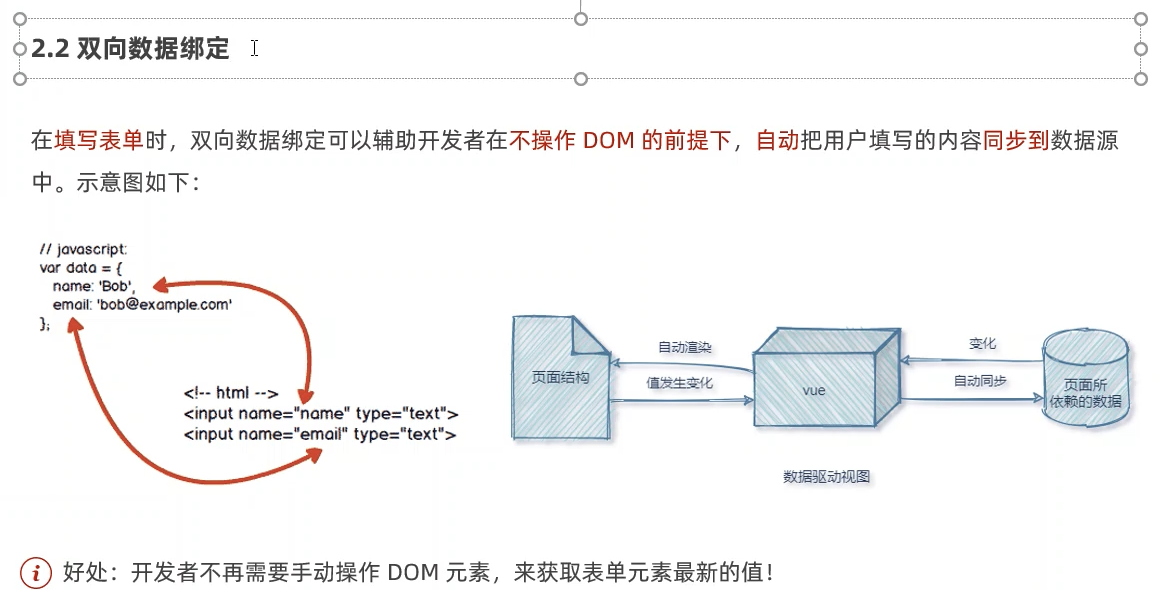 2.2 双向数据绑定
在填写表单时，双向数据绑定可以辅助开发者在不操作 DOM 的前提下，自动把用户填写的内容同步到数据源
中。示意图如下：
// javascript:
var data = {
name: 'Bob',
email: 'bob@example.com'
};
<!-- html -->
<input name="name" type="text">
<input name="email" type="text">
页面结构
自动渲染
值发生变化
vue
变化
自动同步
页面所
依赖的数据
数据驱动视图
i
好处：开发者不再需要手动操作 DOM 元素，来获取表单元素最新的值！